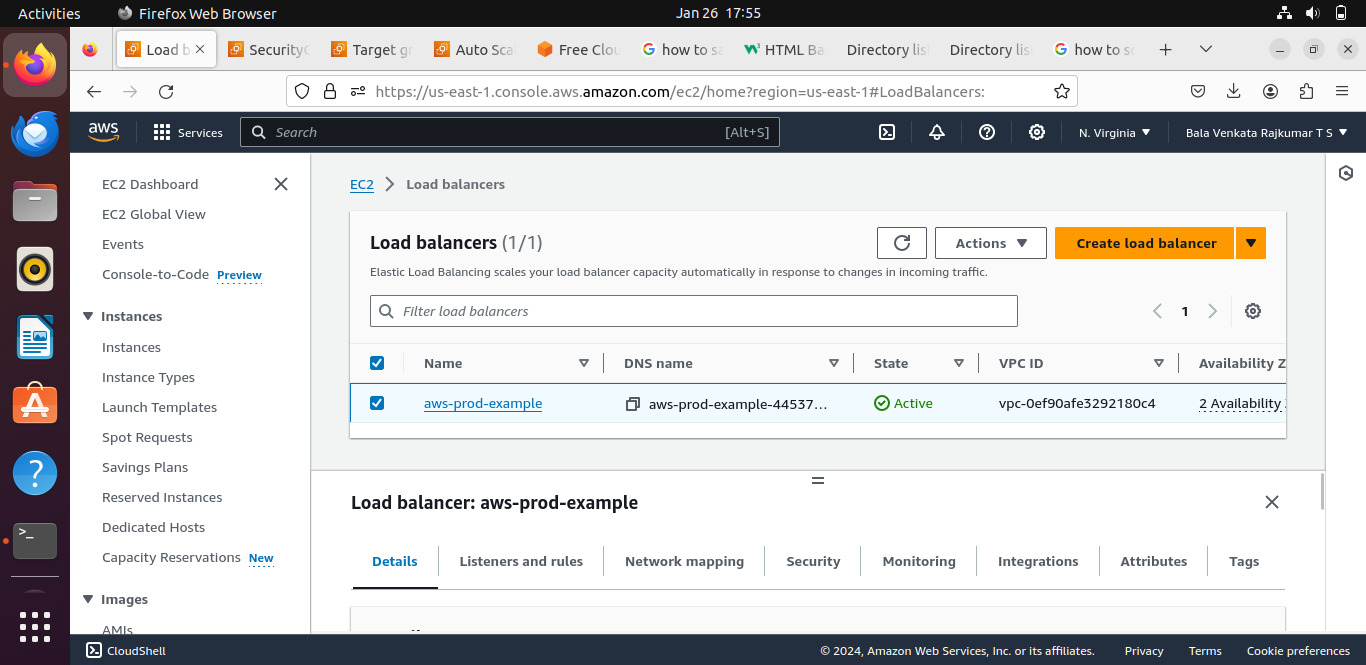 Activities Firefox Web Browser Jan 26 17:55
Load b SecurityG Target gr Auto Sca Free Clou how to sa HTML Ba Directory lis Directory lis how to sc
https://us-east-1.console.aws.amazon.com/ec2/home?region=us-east-1#LoadBalancers:
aws Services Search [Alt+S] N. Virginia Bala Venkata Rajkumar T S
EC2 Dashboard
EC2 Global View
Events
Console-to-Code Preview
Instances
Instances
Instance Types
Launch Templates
Spot Requests
Savings Plans
Reserved Instances
Dedicated Hosts
Capacity Reservations New
Images
AMIs
EC2 Load balancers
Load balancers (1/1) Actions Create load balancer
Elastic Load Balancing scales your load balancer capacity automatically in response to changes in incoming traffic.
Filter load balancers 1
Name DNS name State VPC ID Availability Z
aws-prod-example aws-prod-example-44537... Active vpc-0ef90afe3292180c4 2 Availability
Load balancer: aws-prod-example
Details Listeners and rules Network mapping Security Monitoring Integrations Attributes Tags
CloudShell © 2024, Amazon Web Services, Inc. or its affiliates. Privacy Terms Cookie preferences